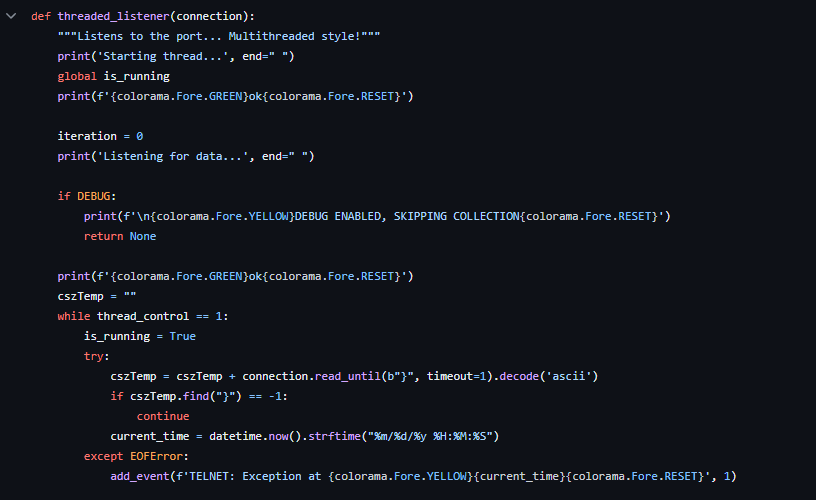 def threaded_listener(connection):
    """Listens to the port... Multithreaded style!"""
    print('Starting thread...', end=" ")
    global is_running
    print(f'{colorama.Fore.GREEN}ok{colorama.Fore.RESET}')

    iteration = 0
    print('Listening for data...', end=" ")

    if DEBUG:
        print(f'\n{colorama.Fore.YELLOW}DEBUG ENABLED, SKIPPING COLLECTION{colorama.Fore.RESET}')
        return None

    print(f'{colorama.Fore.GREEN}ok{colorama.Fore.RESET}')
    cszTemp = ""
    while thread_control == 1:
        is_running = True
        try:
            cszTemp = cszTemp + connection.read_until(b"}", timeout=1).decode('ascii')
            if cszTemp.find("}") == -1:
                continue
            current_time = datetime.now().strftime("%m/%d/%y %H:%M:%S")
        except EOFError:
            add_event(f'TELNET: Exception at {colorama.Fore.YELLOW}{current_time}{colorama.Fore.RESET}', 1)